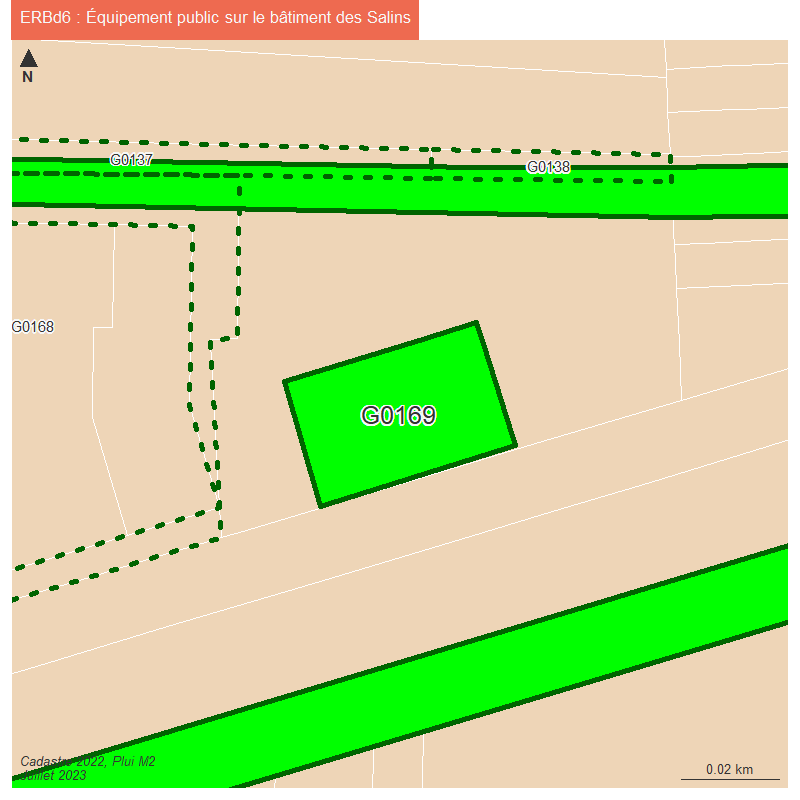 ERBd6 : Équipement public sur le bâtiment des Salins
N
G0137
G0138
G0168
G0169
Cadastre 2022, Plui M2
Juillet 2023
0.02 km